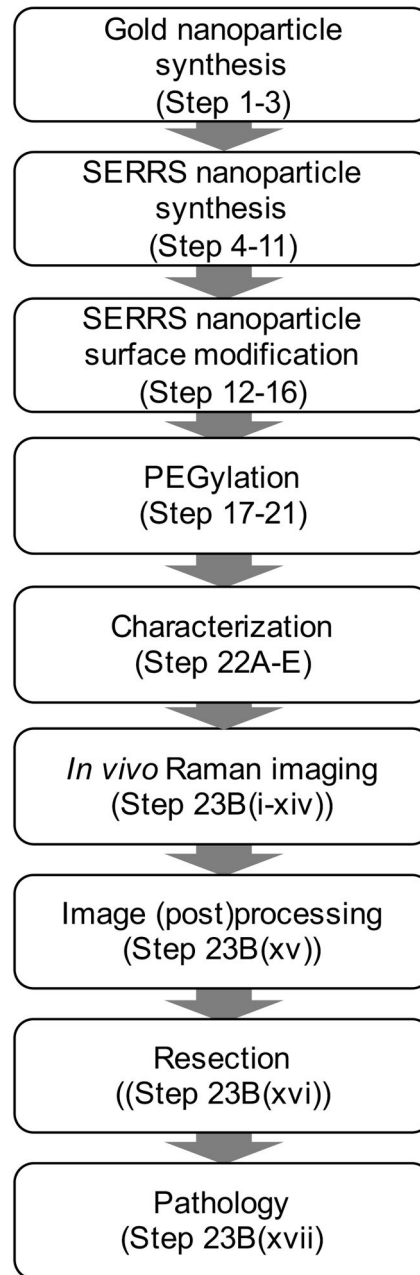 Gold nanoparticle
synthesis
(Step 1-3)
SERRS nanoparticle
synthesis
(Step 4-11)
SERRS nanoparticle
surface modification
(Step 12-16)
PEGylation
(Step 17-21)
Characterization
(Step 22A-E)
In vivo Raman imaging
(Step 23B(i-xiv))
Image (post)processing
(Step 23B(xv))
Resection
((Step 23B(xvi))
Pathology
(Step 23B(xvii)